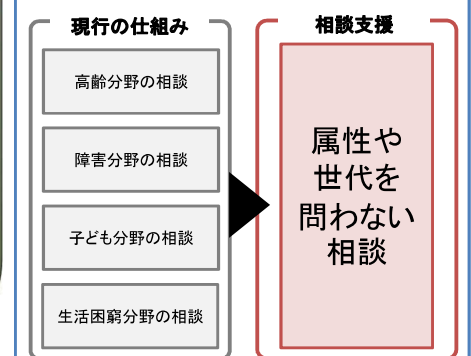 現行の仕組み
高齢分野の相談
障害分野の相談
子ども分野の相談
生活困窮分野の相談
相談支援
属性や
世代を
問わない
相談